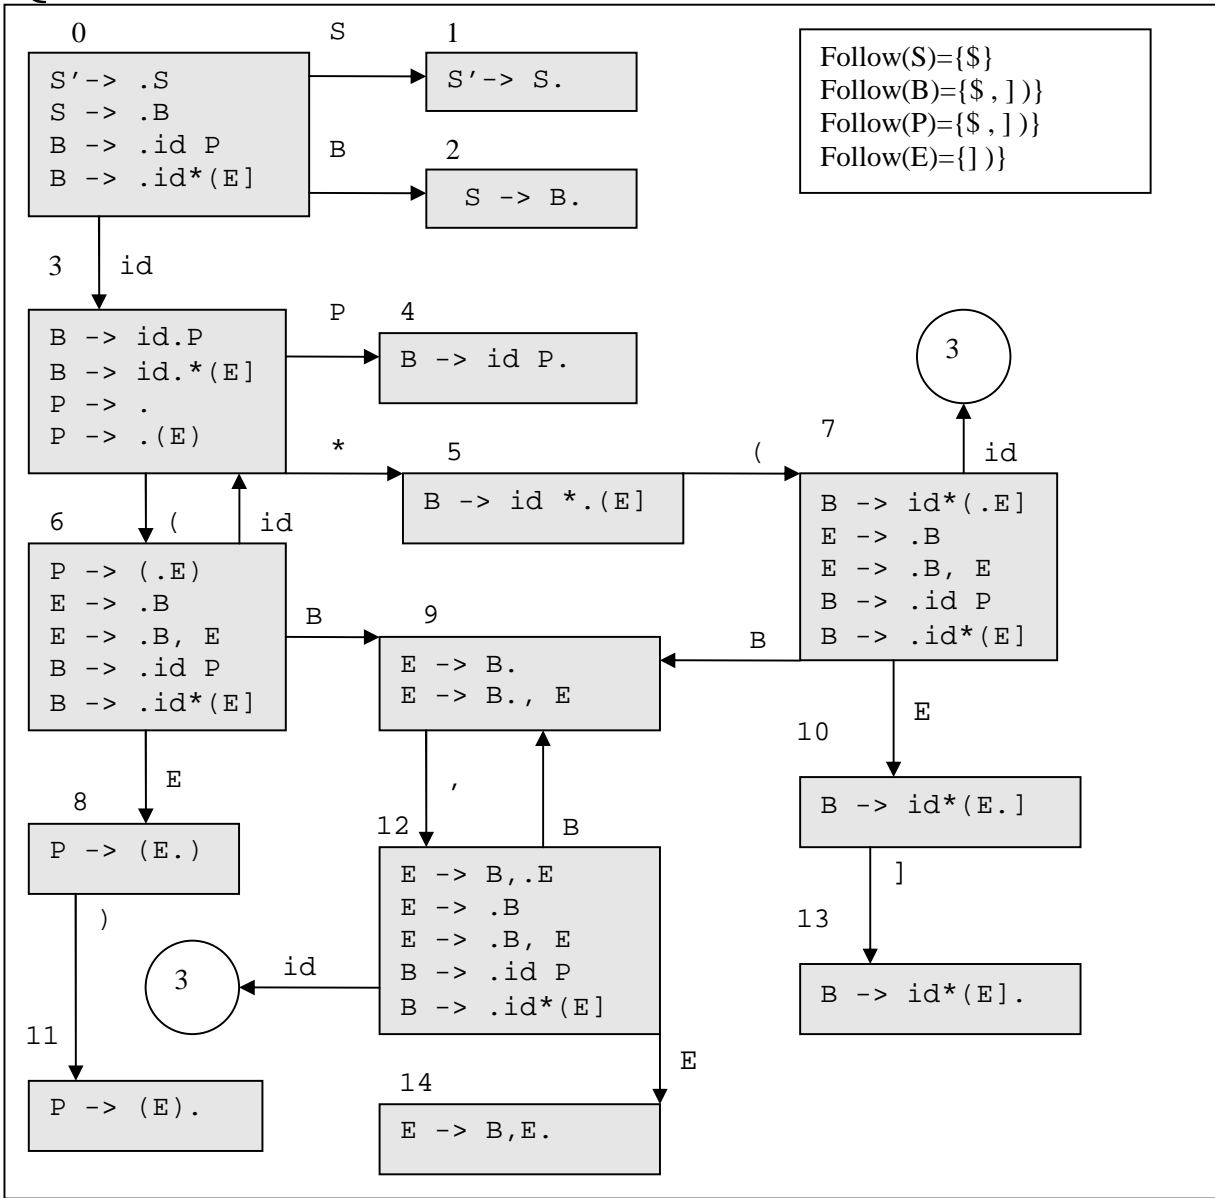 0
S
1
S'-> .S
S -> .B
B -> .id P
B -> .id*(E]
S'-> S.
B
2
S -> B.
Follow(S)={$}
Follow(B)={$ , ] )}
Follow(P)={$ , ] )}
Follow(E)={] )}
3
id
B -> id.P
B -> id.*(E]
P -> .
P -> .(E)
P
4
B -> id P.
3
*
5
(
7
id
B -> id *.(E]
B -> id*(.E]
E -> .B
E -> .B, E
B -> .id P
B -> .id*(E]
6
(
id
P -> (.E)
E -> .B
E -> .B, E
B -> .id P
B -> .id*(E]
B
9
B
E -> B.
E -> B., E
E
10
B -> id*(E.]
E
8
P -> (E.)
,
12
B
E -> B,.E
E -> .B
E -> .B, E
B -> .id P
B -> .id*(E]
]
13
B -> id*(E].
)
3
id
11
P -> (E).
E
14
E -> B,E.